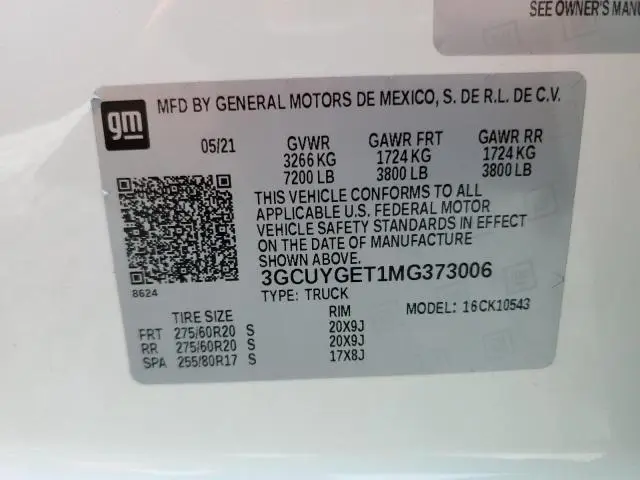 SEE OWNER'S MANU
gm
MFD BY GENERAL MOTORS DE MEXICO, S. DE R.L. DE C.V.
05/21 GVWR GAWR FRT GAWR RR
3266 KG 1724 KG 1724 KG
7200 LB 3800 LB 3800 LB
THIS VEHICLE CONFORMS TO ALL
APPLICABLE U.S. FEDERAL MOTOR
VEHICLE SAFETY STANDARDS IN EFFECT
ON THE DATE OF MANUFACTURE
SHOWN ABOVE.
3GCUYGET1MG373006
8624
TYPE: TRUCK
MODEL: 16CK10543
TIRE SIZE RIM
FRT 275/60R20 S 20X9J
RR 275/60R20 S 20X9J
SPA 255/80R17 S 17X8J